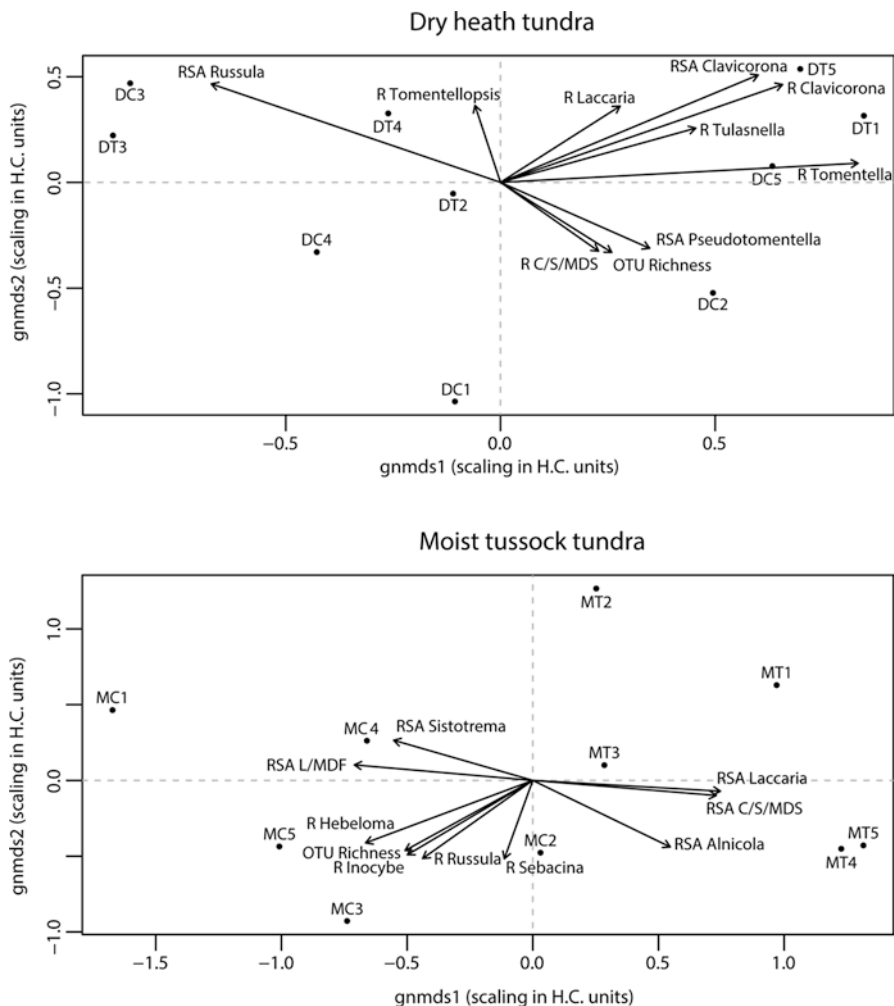 Dry heath tundra
RSA Russula
RSA Clavicorona
DT5
DC3
R Tomentellopsis
R Laccaria
R Clavicorona
DT4
DT3
R Tulasnella
DT1
DC5
R Tomentella
DT2
DC4
RSA Pseudotomentella
R C/S/MDS
OTU Richness
DC2
DC1
0.5
0.0
−0.5
−1.0
gnmds2 (scaling in H.C. units)
−0.5
0.0
0.5
gnmds1 (scaling in H.C. units)
Moist tussock tundra
MT2
MT1
MC1
MC4
RSA Sistotrema
MT3
RSA L/MDF
RSA Laccaria
RSA C/S/MDS
R Hebeloma
MC5
OTU Richness
MC2
RSA Alnicola
MT5
R Inocybe
R Russula
R Sebacina
MT4
MC3
1.0
0.0
−1.0
gnmds2 (scaling in H.C. units)
−1.5
−1.0
−0.5
0.0
0.5
1.0
gnmds1 (scaling in H.C. units)